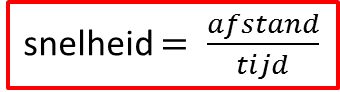 snelheid = afstand / tijd